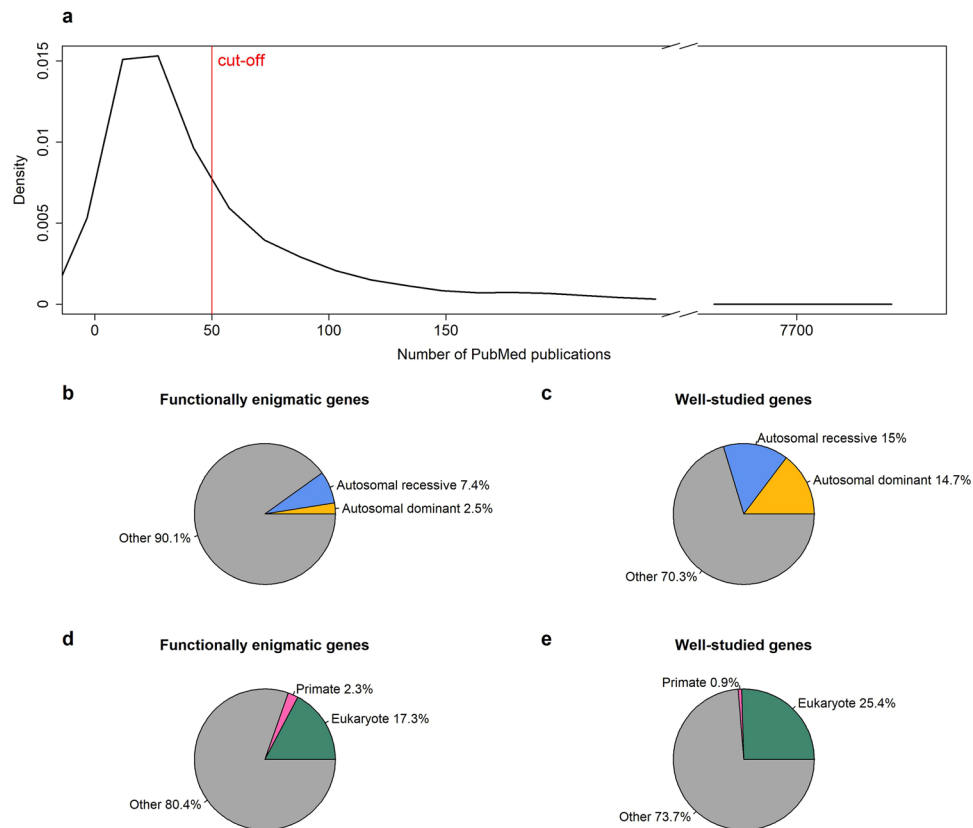 a
cut-off
0.015
0.01
0.005
0
Density
0 50 100 150 7700
Number of PubMed publications
b
Functionally enigmatic genes
Autosomal recessive 7.4%
Autosomal dominant 2.5%
Other 90.1%
c
Well-studied genes
Autosomal recessive 15%
Autosomal dominant 14.7%
Other 70.3%
d
Functionally enigmatic genes
Primate 2.3%
Eukaryote 17.3%
Other 80.4%
e
Well-studied genes
Primate 0.9%
Eukaryote 25.4%
Other 73.7%